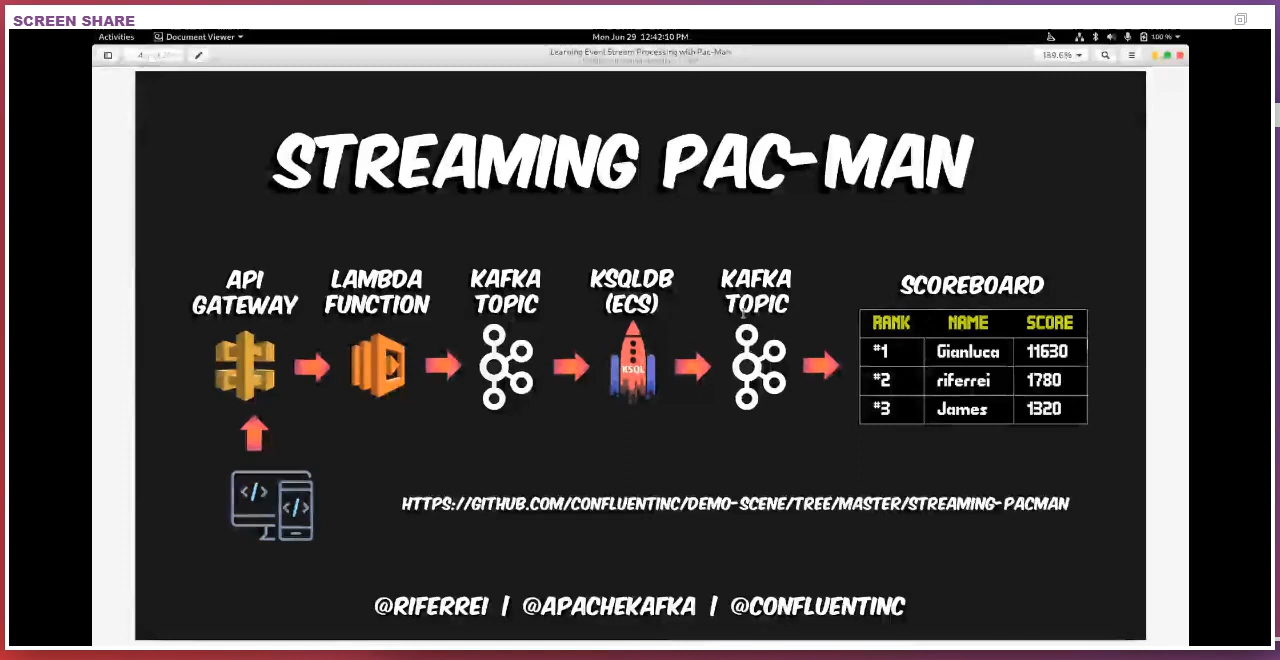 SCREEN SHARE
Activities
Document Viewer
Mon Jun 29 12:42:10 PM
100 %
Learning Event Stream Processing with Pac-Man
189.6%
STREAMING PAC-MAN
API GATEWAY
LAMBDA FUNCTION
KAFKA TOPIC
KSQLDB (ECS)
KAFKA TOPIC
SCOREBOARD
KSQL
RANK NAME SCORE
#1 Gianluca 11630
#2 riferrei 1780
#3 James 1320
</>
</>
HTTPS://GITHUB.COM/CONFLUENTINC/DEMO-SCENE/TREE/MASTER/STREAMING-PACMAN
@RIFERREI | @APACHEKAFKA | @CONFLUENTINC